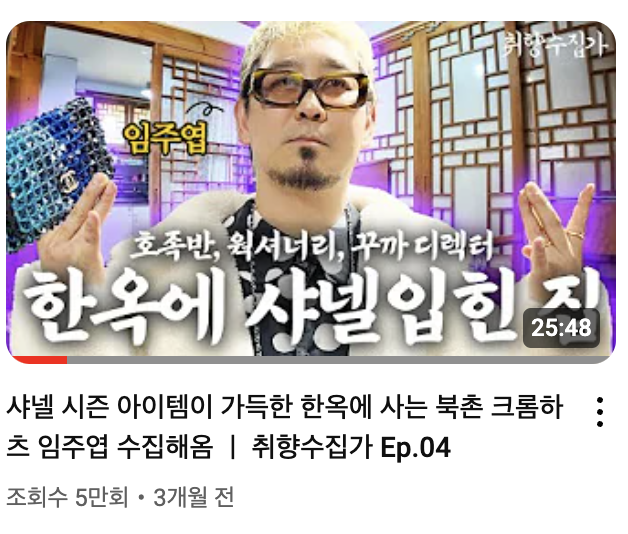 취향수집가
임주엽
호족반, 웍셔너리, 꾸까 디렉터
한옥에 샤넬입힌 집
25:48
샤넬 시즌 아이템이 가득한 한옥에 사는 북촌 크롬하
츠 임주엽 수집해옴 ㅣ 취향수집가 Ep.04
조회수 5만회 • 3개월 전